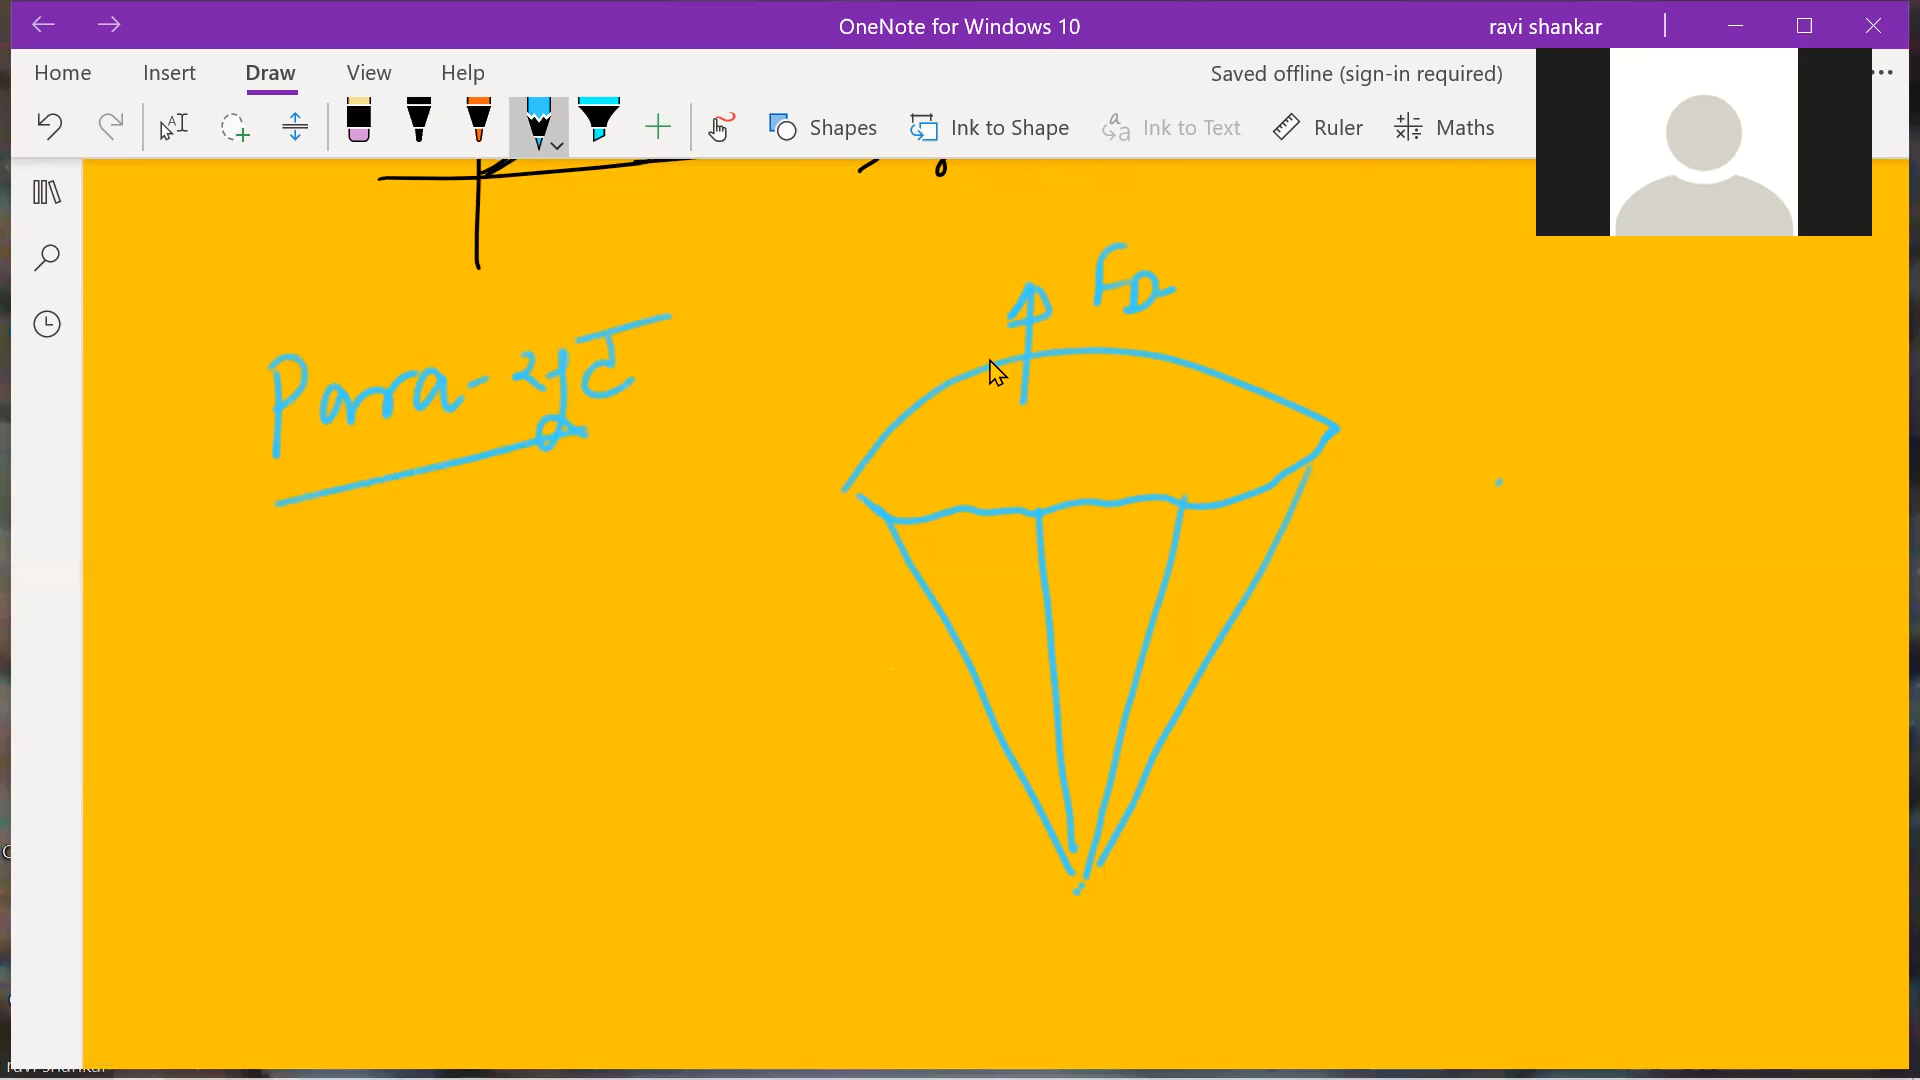 OneNote for Windows 10
ravi shankar
Home Insert Draw View Help
Saved offline (sign-in required)
Shapes
Ink to Shape
Ink to Text
Ruler
Maths
F_D
Para-